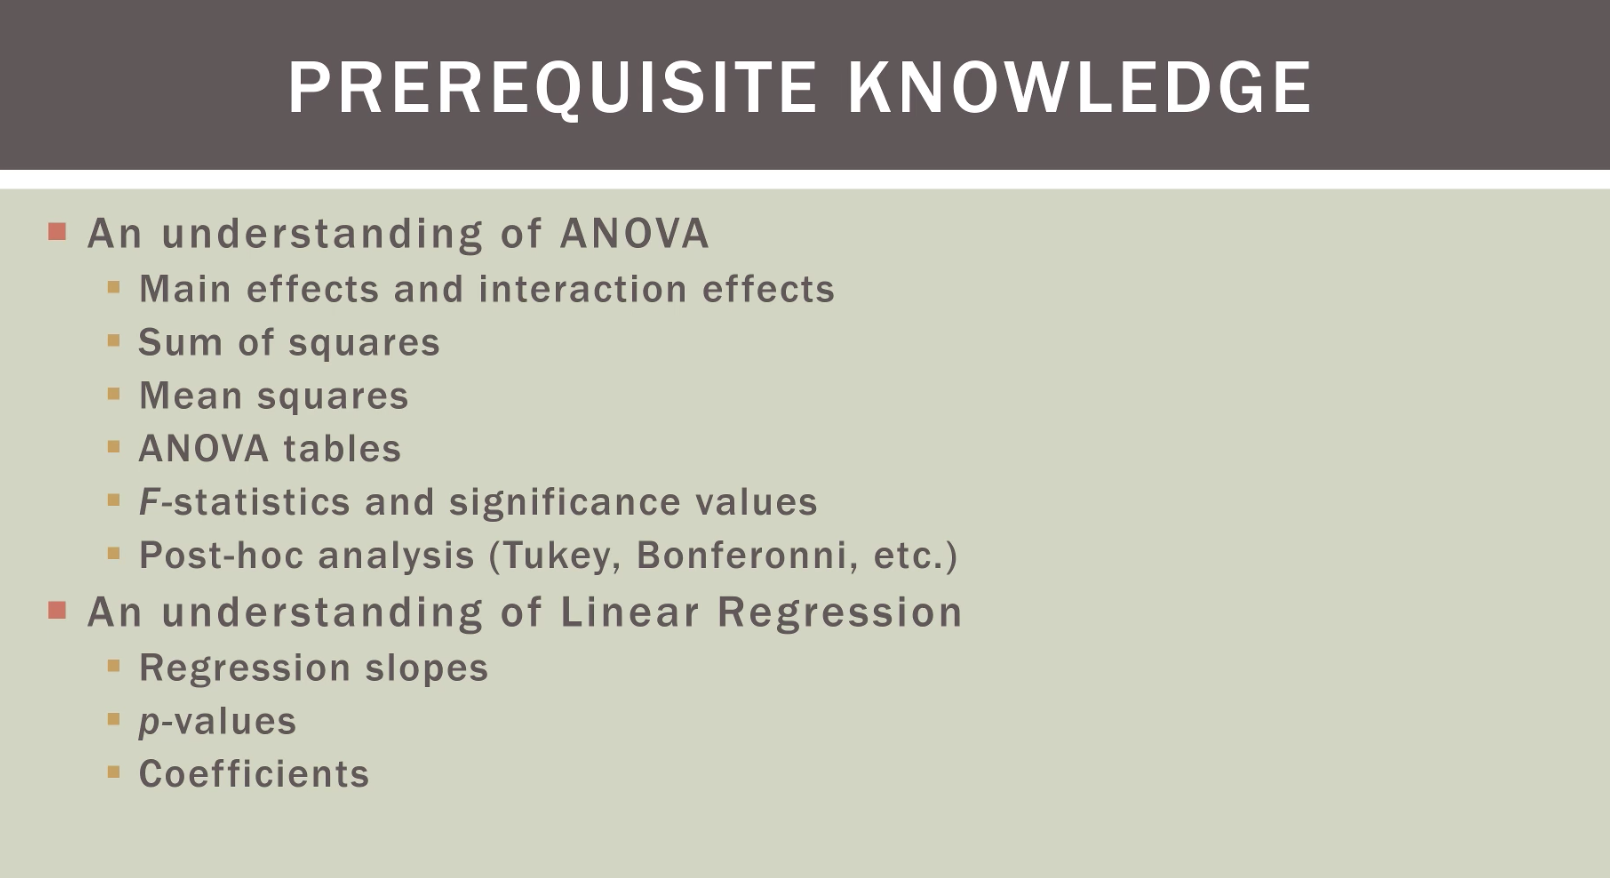 PREREQUISITE KNOWLEDGE
An understanding of ANOVA
Main effects and interaction effects
Sum of squares
Mean squares
ANOVA tables
F-statistics and significance values
Post-hoc analysis (Tukey, Bonferonni, etc.)
An understanding of Linear Regression
Regression slopes
p-values
Coefficients